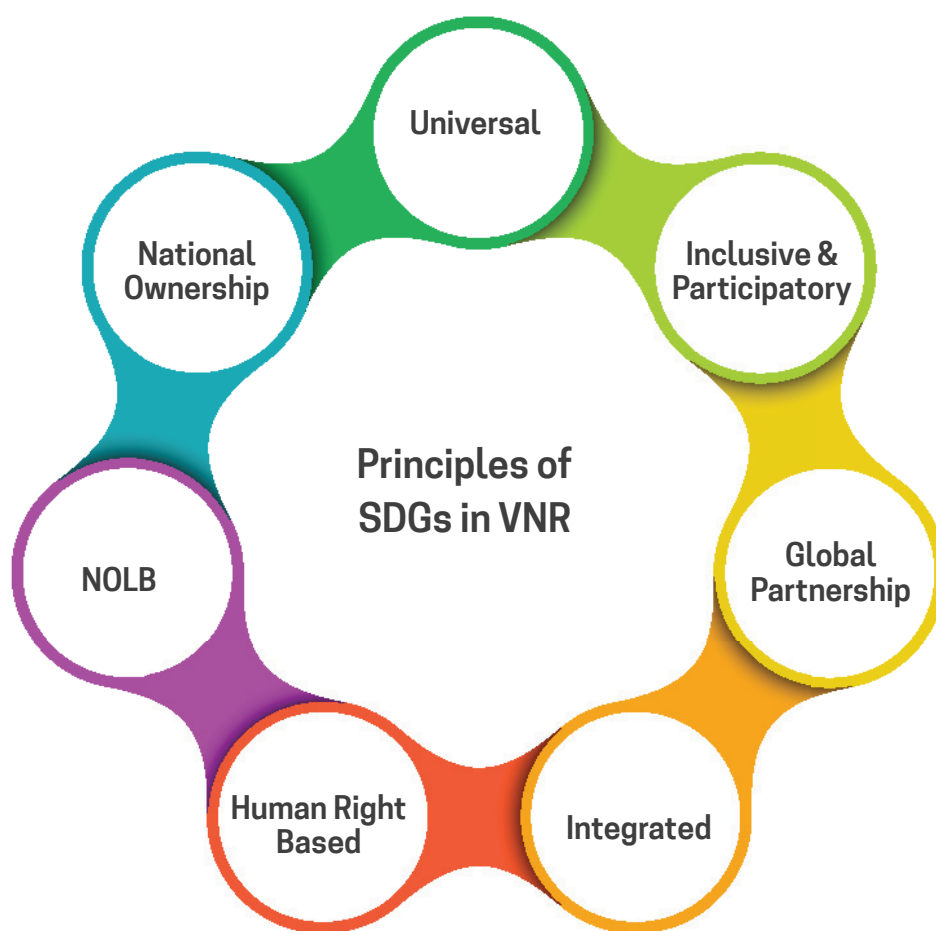 Universal
Inclusive &
Participatory
Global
Partnership
Integrated
Human Right
Based
NOLB
National
Ownership
Principles of
SDGs in VNR